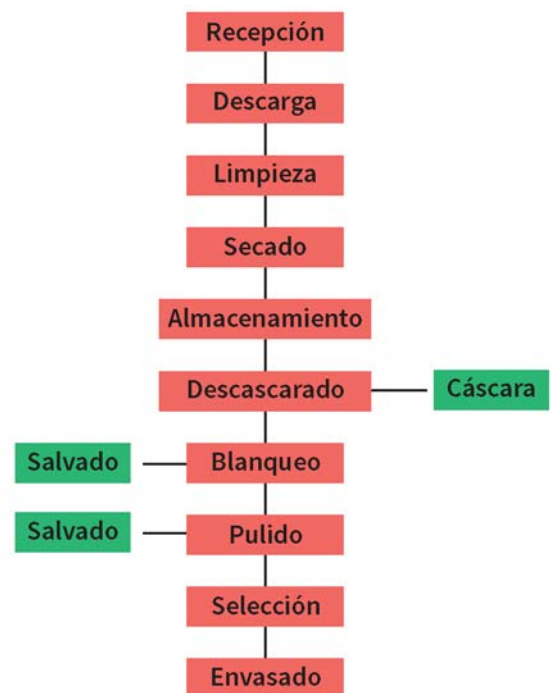 Recepción
Descarga
Limpieza
Secado
Almacenamiento
Descascarado
Cáscara
Salvado
Blanqueo
Salvado
Pulido
Selección
Envasado